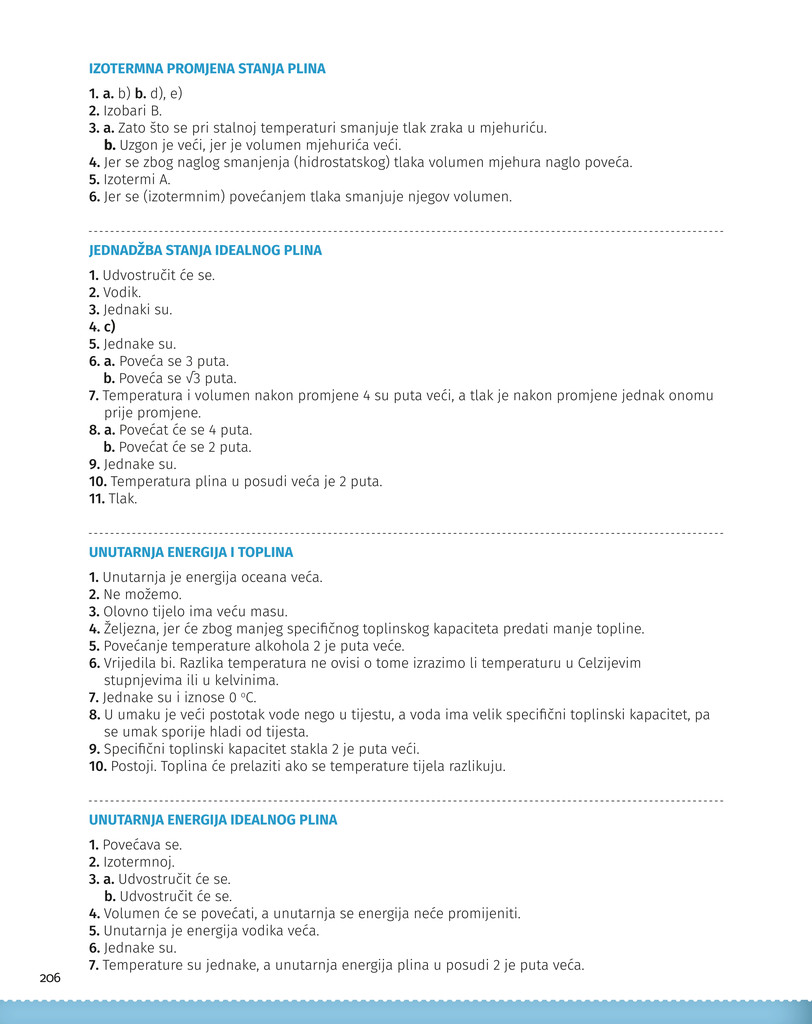 IZOTERMNA PROMJENA STANJA PLINA
1. a. b) b. d), e)
2. Izobari B.
3. a. Zato što se pri stalnoj temperaturi smanjuje tlak zraka u mjehuriću.
b. Uzgon je veći, jer je volumen mjehurića veći.
4. Jer se zbog naglog smanjenja (hidrostatskog) tlaka volumen mjehura naglo poveća.
5. Izotermi A.
6. Jer se (izotermnim) povećanjem tlaka smanjuje njegov volumen.
JEDNADŽBA STANJA IDEALNOG PLINA
1. Udvostručit će se.
2. Vodik.
3. Jednaki su.
4. c)
5. Jednake su.
6. a. Poveća se 3 puta.
b. Poveća se √3 puta.
7. Temperatura i volumen nakon promjene 4 su puta veći, a tlak je nakon promjene jednak onomu
prije promjene.
8. a. Povećat će se 4 puta.
b. Povećat će se 2 puta.
9. Jednake su.
10. Temperatura plina u posudi veća je 2 puta.
11. Tlak.
UNUTARNJA ENERGIJA I TOPLINA
1. Unutarnja je energija oceana veća.
2. Ne možemo.
3. Olovno tijelo ima veću masu.
4. Željezna, jer će zbog manjeg specifičnog toplinskog kapaciteta predati manje topline.
5. Povećanje temperature alkohola 2 je puta veće.
6. Vrijedila bi. Razlika temperatura ne ovisi o tome izrazimo li temperaturu u Celzijevim
stupnjevima ili u kelvinima.
7. Jednake su i iznose 0 °C.
8. U umaku je veći postotak vode nego u tijestu, a voda ima velik specifični toplinski kapacitet, pa
se umak sporije hladi od tijesta.
9. Specifični toplinski kapacitet stakla 2 je puta veći.
10. Postoji. Toplina će prelaziti ako se temperature tijela razlikuju.
UNUTARNJA ENERGIJA IDEALNOG PLINA
1. Povećava se.
2. Izotermnoj.
3. a. Udvostručit će se.
b. Udvostručit će se.
4. Volumen će se povećati, a unutarnja se energija neće promijeniti.
5. Unutarnja je energija vodika veća.
6. Jednake su.
7. Temperature su jednake, a unutarnja energija plina u posudi 2 je puta veća.
206